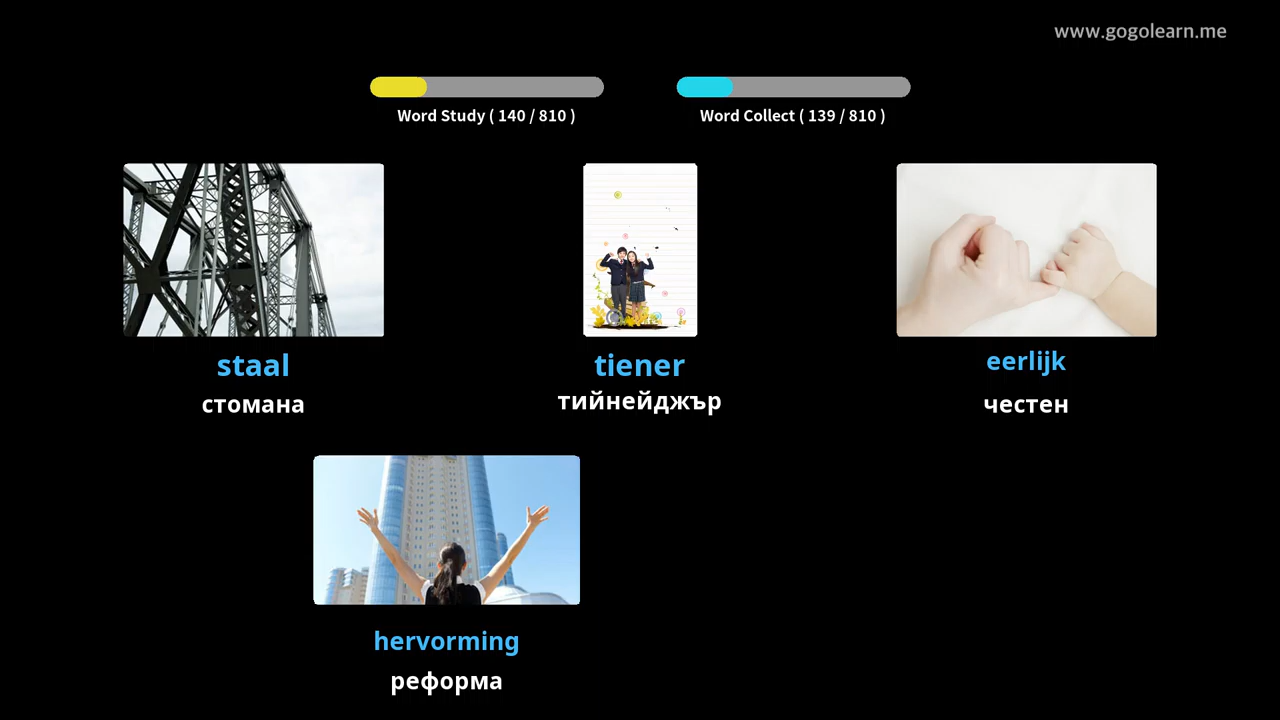 www.gogolearn.me
Word Study ( 140 / 810 )
Word Collect ( 139 / 810 )
staal
стомана
tiener
тийнейджър
eerlijk
честен
hervorming
реформа